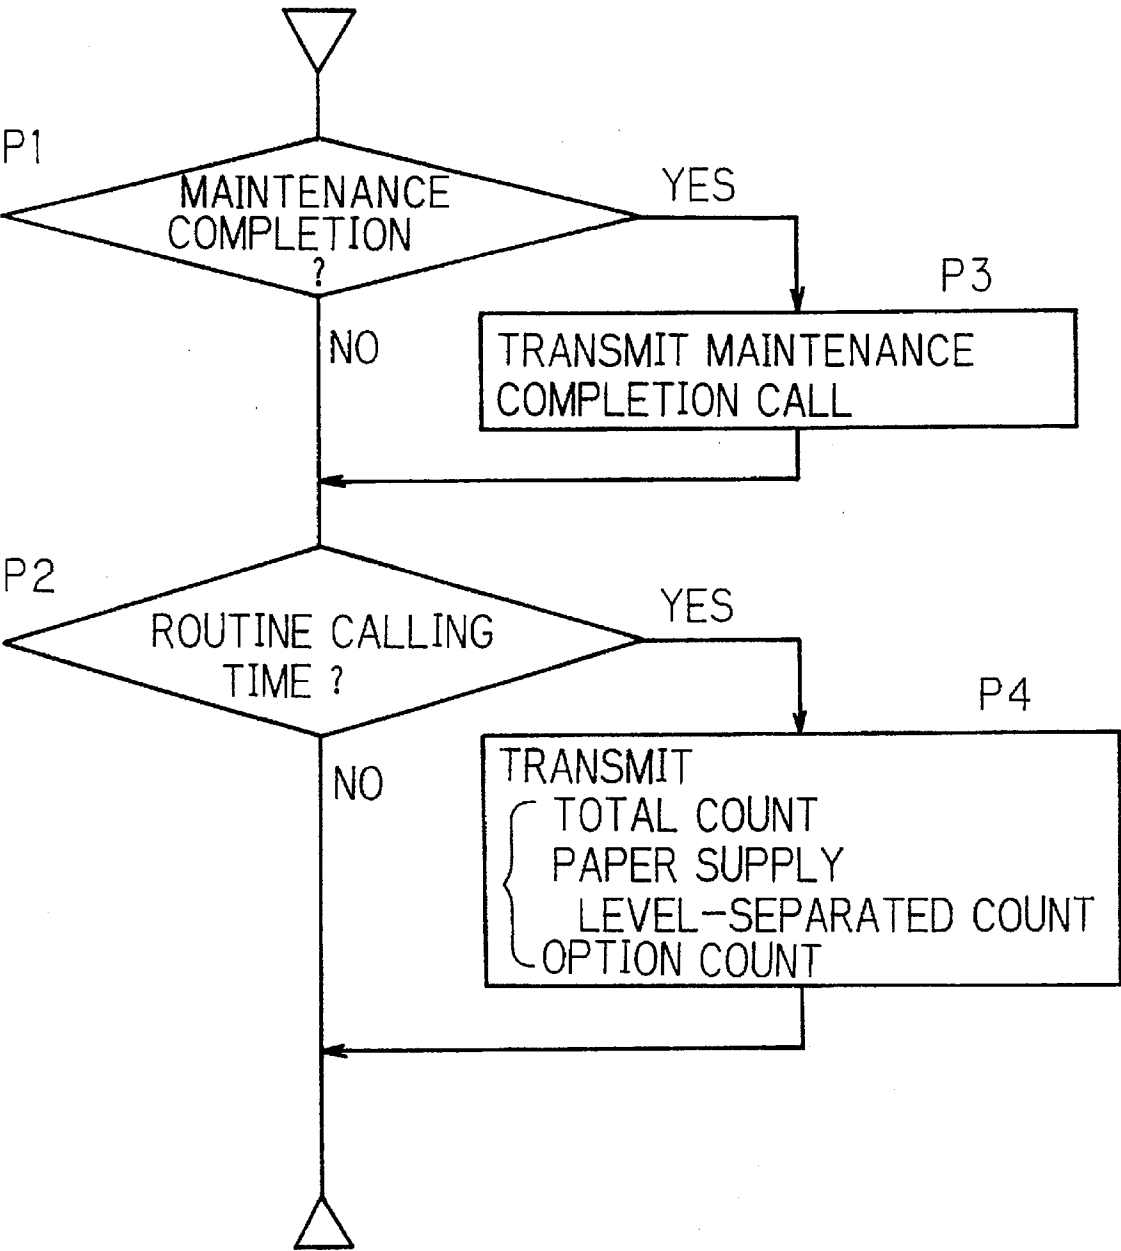 P1
MAINTENANCE
COMPLETION
?
YES
NO
P3
TRANSMIT MAINTENANCE
COMPLETION CALL
P2
ROUTINE CALLING
TIME ?
YES
NO
P4
TRANSMIT
TOTAL COUNT
PAPER SUPPLY
LEVEL-SEPARATED COUNT
OPTION COUNT